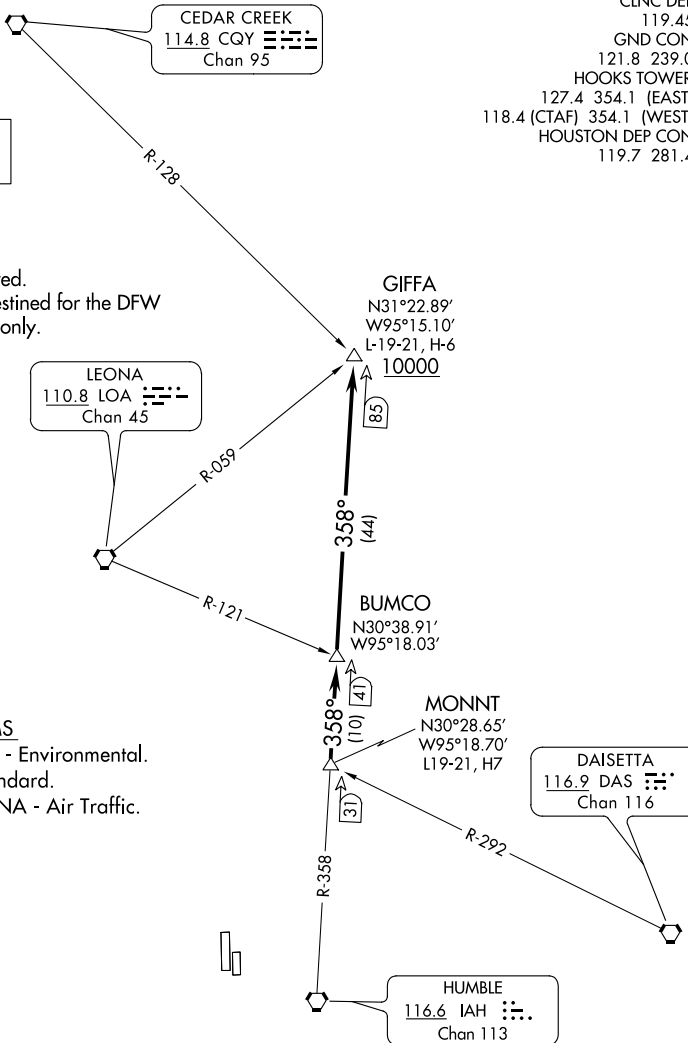 CEDAR CREEK
114.8 CQY
Chan 95
119.45
GND CON
121.8 239.0
HOOKS TOWER
127.4 354.1 (EAST
118.4 (CTAF) 354.1 (WEST
HOUSTON DEP CON
119.7 281.4
R-128
estined for the DFW
only.
GIFFA
N31°22.89'
W95°15.10'
L-19-21, H-6
10000
LEONA
110.8 LOA
Chan 45
85
R-059
358°
(44)
R-121
BUMCO
N30°38.91'
W95°18.03'
41
358°
(10)
MONNT
N30°28.65'
W95°18.70'
L19-21, H7
- Environmental.
ndard.
NA - Air Traffic.
31
DAISETTA
116.9 DAS
Chan 116
R-292
R-358
HUMBLE
116.6 IAH
Chan 113